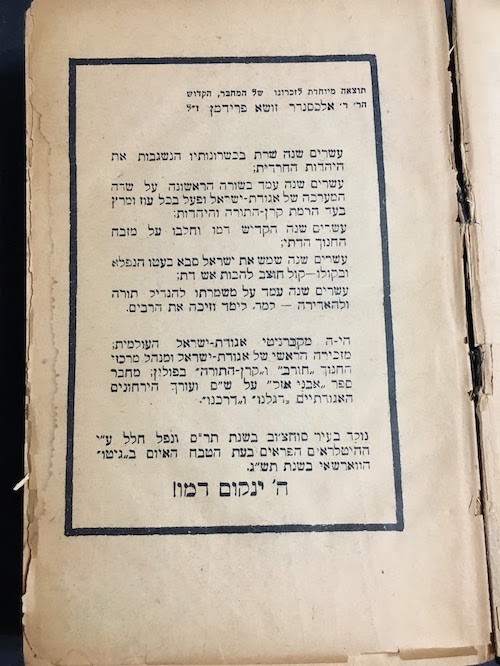 תוצאה מיוחדת לזכרונו של המחבר, הקדוש
הר׳ ר׳ אלכסנדר זושא פרידמן ז״ל
עשרים שנה שרת בכשרונותיו הנשגבות את
היהדות החרדית;
עשרים שנה עמד בשורה הראשונה על שדה
המערכה של אגודת-ישראל ופעל בכל עוז ומרץ
בעד הרמת קרן-התורה והיהדות;
עשרים שנה הקדיש דמו וחלבו על מזבח
החנוך הדתי;
עשרים שנה שמש את ישראל סבא בעטו הנפלא
ובקולו—קול חוצב להבות אש דת;
עשרים שנה עמד על משמרתו להגדיל תורה
ולהאדירה — למד, לימד וזיכה את הרבים.
הי-ה מקברניטי אגודת-ישראל העולמית;
מזכירה הראשי של אגודת-ישראל ומנהל מרכזי
החנוך „חורב״ ו„קרן-התורה״ בפולין; מחבר
ספר „אבני אזל״ על ש״ס ועורך הירחונים
האגודתיים „דגלנו״ ו„דרכנו״.
נולד בעיר סוחצ׳וב בשנת תר״ס ונפל חלל ע״י
ההיטלראים הפראים בעת הטבח האיום ב„גיטו״
הווארשאי בשנת תש״ג.
ה׳ ינקום דמו!